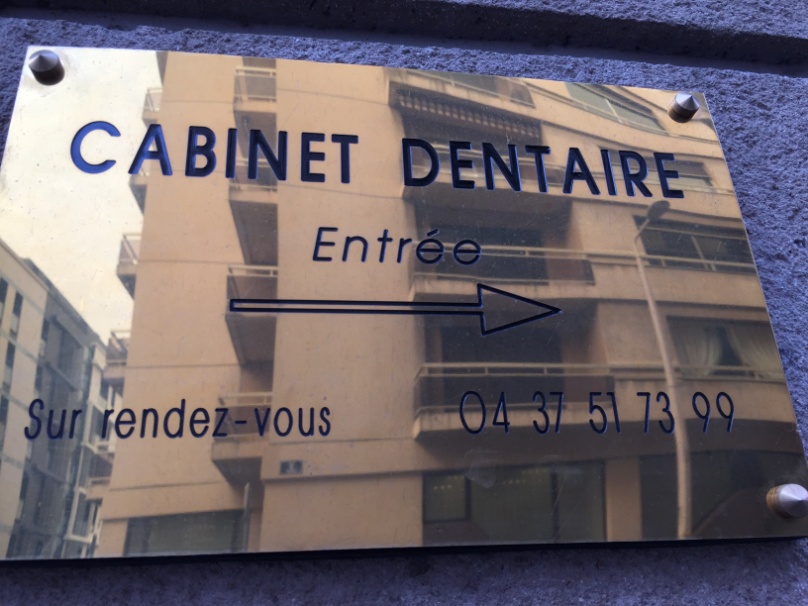 CABINET DENTAIRE
Entrée
Sur rendez-vous 04 37 51 73 99